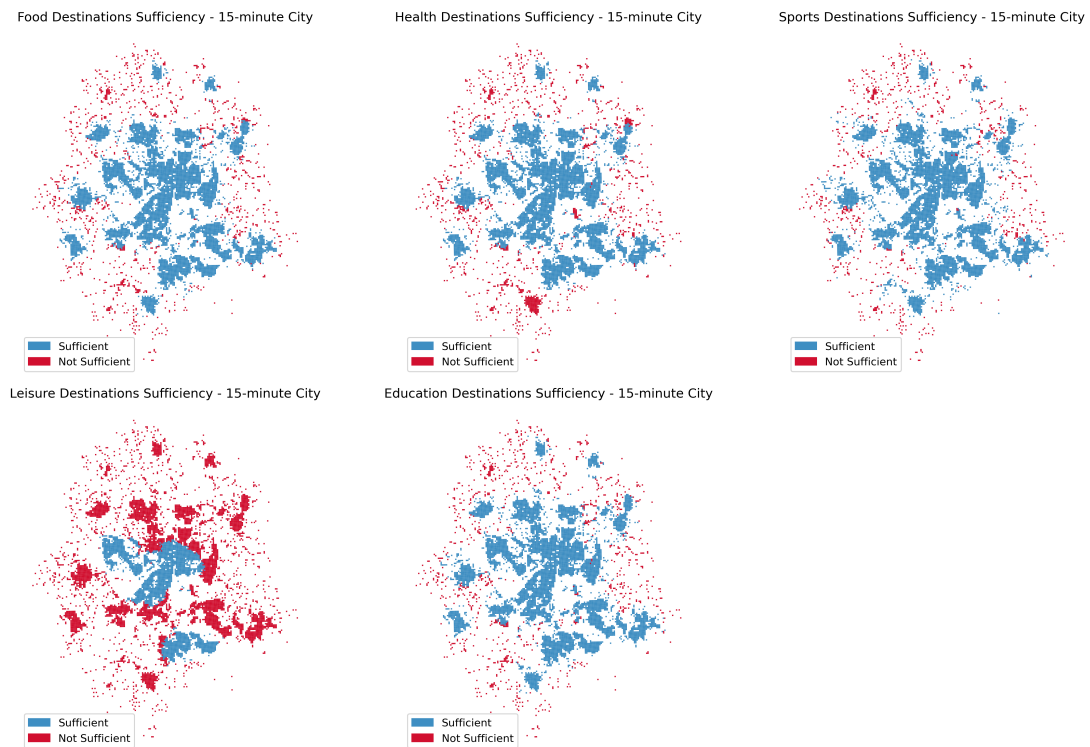 Food Destinations Sufficiency - 15-minute City
Health Destinations Sufficiency - 15-minute City
Sports Destinations Sufficiency - 15-minute City
Sufficient
Not Sufficient
Sufficient
Not Sufficient
Sufficient
Not Sufficient
Leisure Destinations Sufficiency - 15-minute City
Education Destinations Sufficiency - 15-minute City
Sufficient
Not Sufficient
Sufficient
Not Sufficient